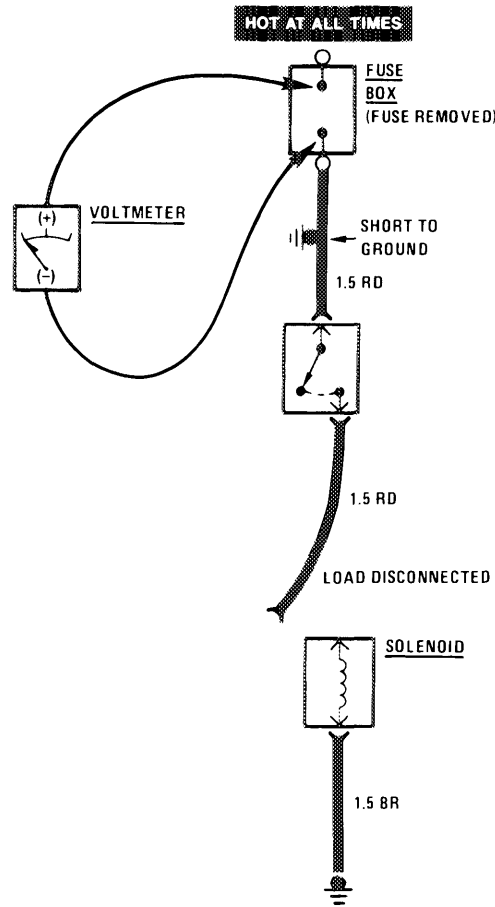 HOT AT ALL TIMES
FUSE
BOX
(FUSE REMOVED)
VOLTMETER
(+)
(−)
SHORT TO
GROUND
1.5 RD
1.5 RD
LOAD DISCONNECTED
SOLENOID
1.5 BR